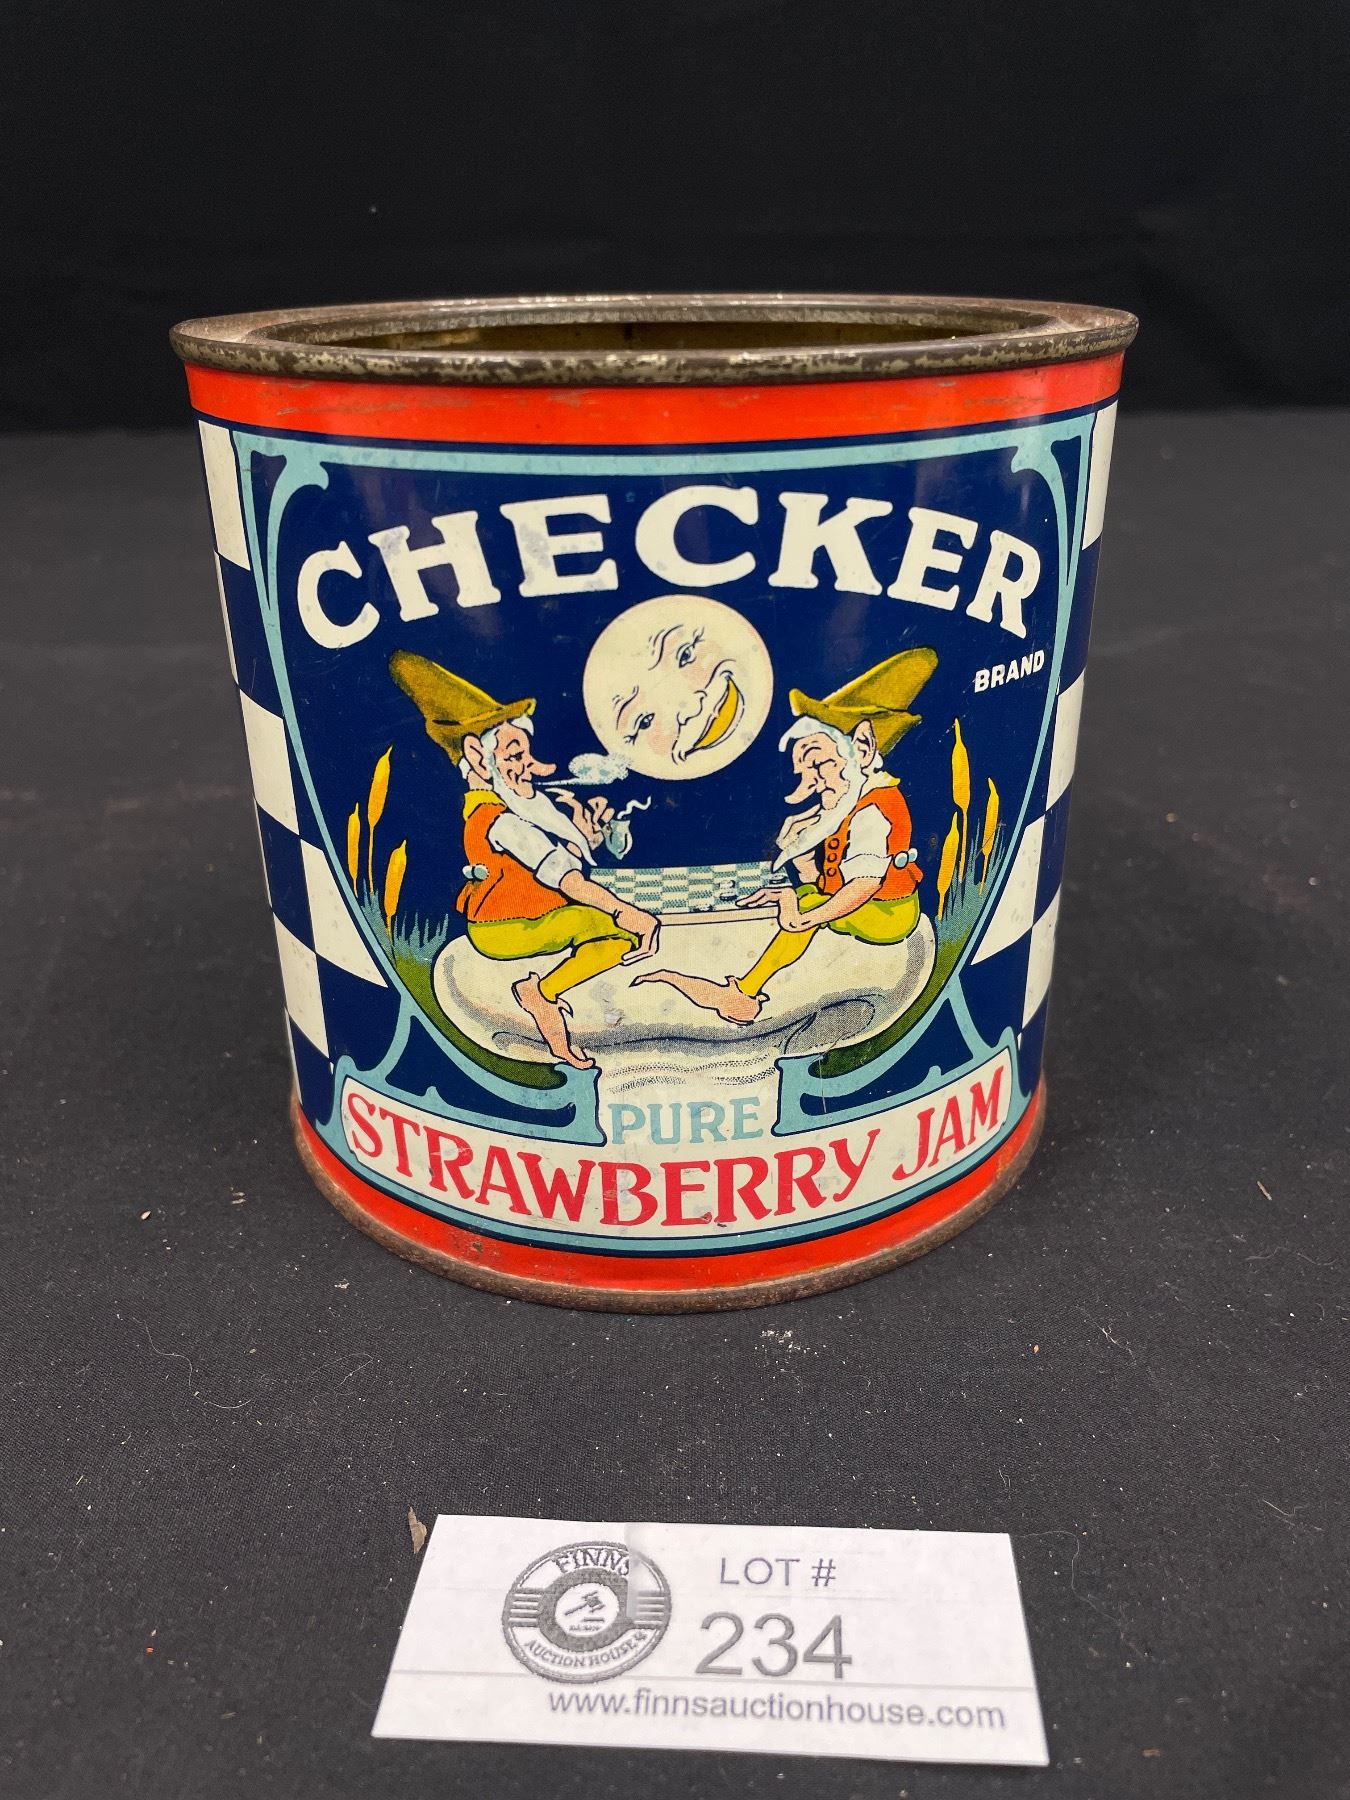 CHECKER
BRAND
PURE
STRAWBERRY JAM
FINNS
AUCTION HOUSE
LOT #
234
www.finnsauctionhouse.com